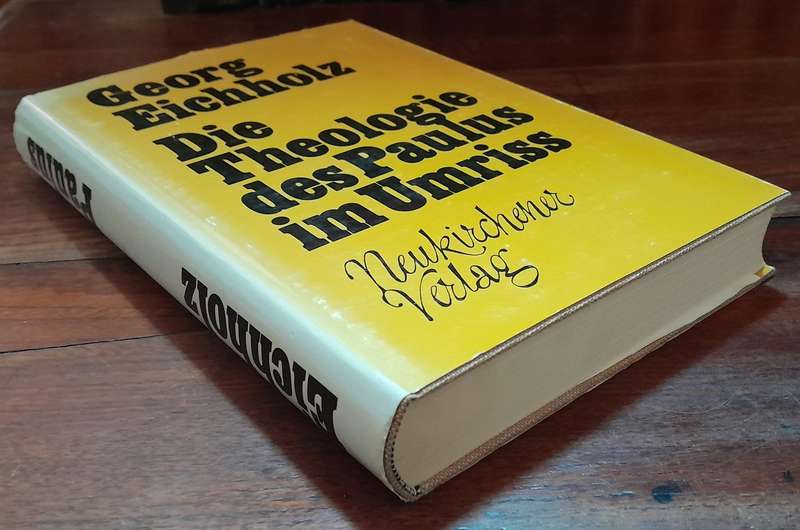 Georg
Eichholz
Die
Theologie
des Paulus
im Umriss
Neukirchener
Verlag
Paulus
Eichholz